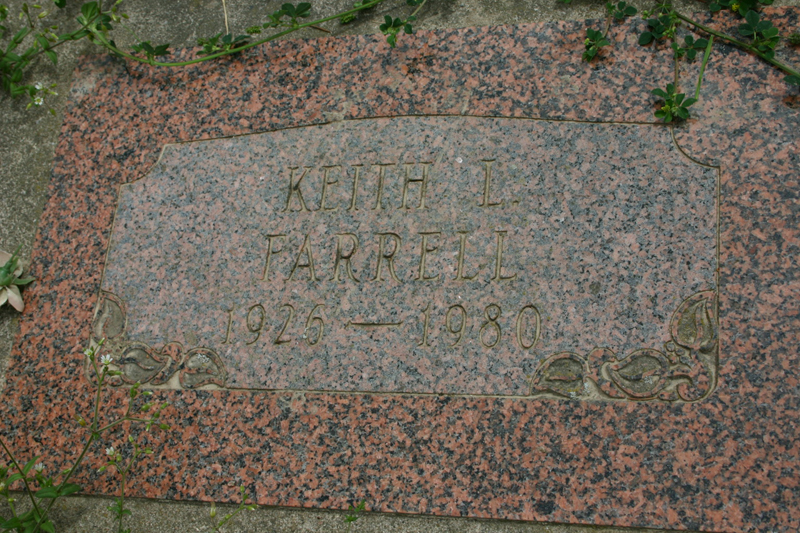 KEITH L.
FARRELL
1926 — 1980